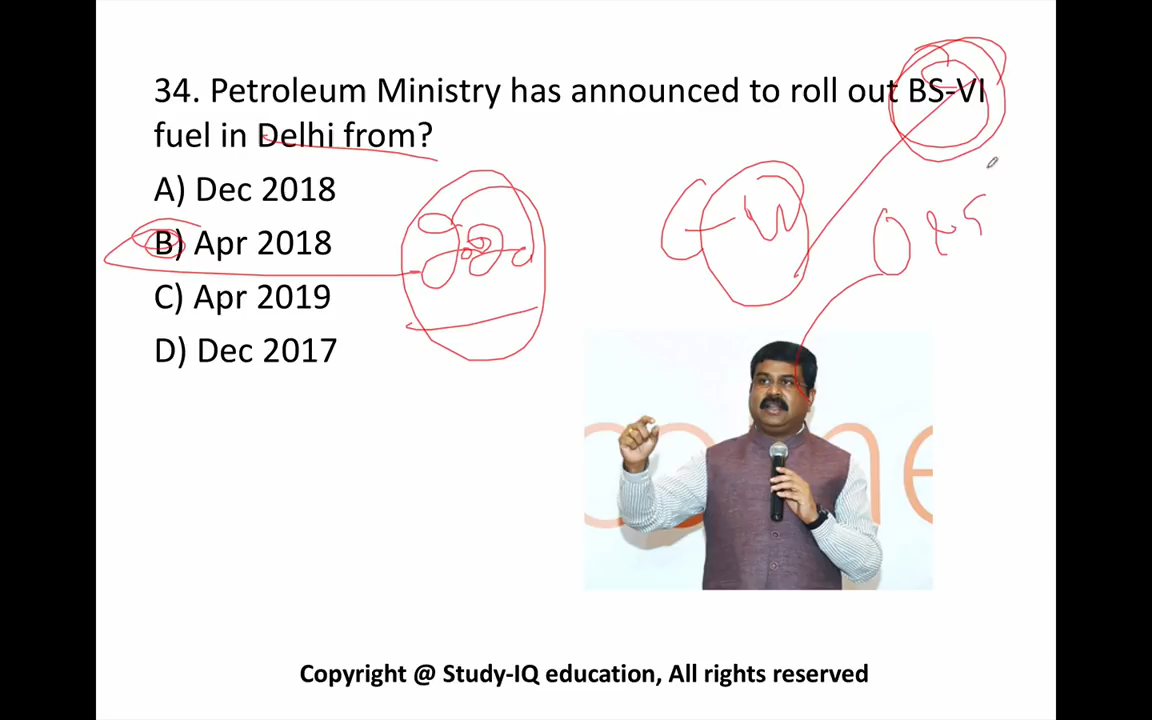 34. Petroleum Ministry has announced to roll out BS-VI
fuel in Delhi from?
A) Dec 2018
B) Apr 2018
C) Apr 2019
D) Dec 2017
Copyright @ Study-IQ education, All rights reserved